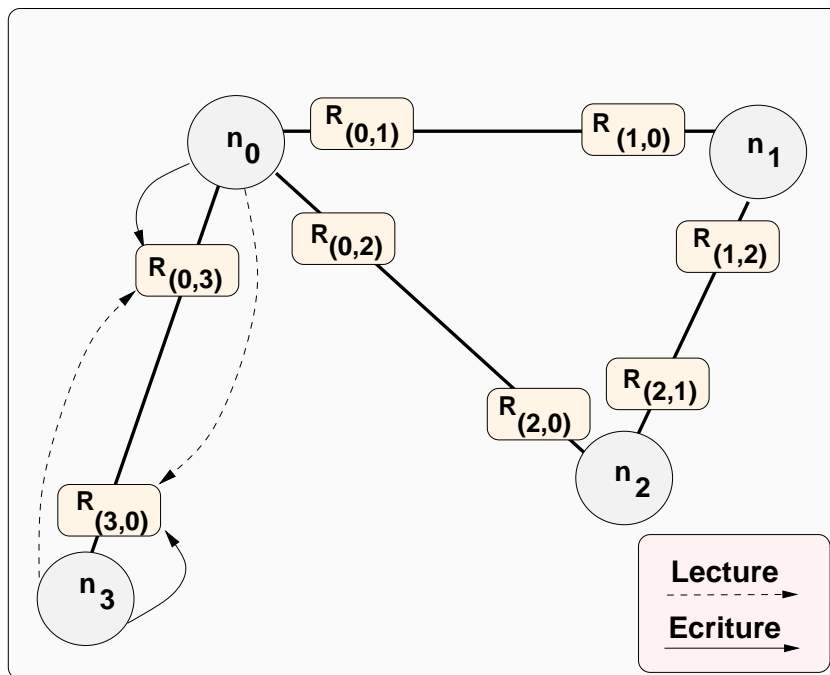 n0
R(0,1)
R(1,0)
n1
R(0,2)
R(1,2)
R(0,3)
R(2,1)
R(2,0)
n2
R(3,0)
n3
Lecture
Ecriture